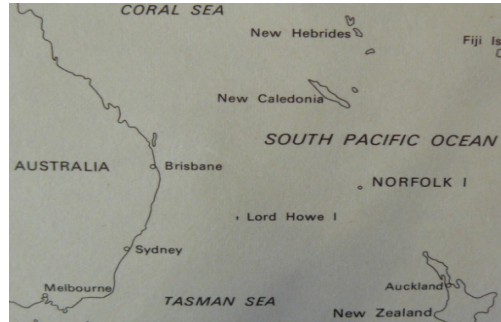 CORAL SEA
New Hebrides
Fiji Is
New Caledonia
SOUTH PACIFIC OCEAN
AUSTRALIA
Brisbane
NORFOLK I
Lord Howe I
Sydney
Melbourne
Auckland
TASMAN SEA
New Zealand